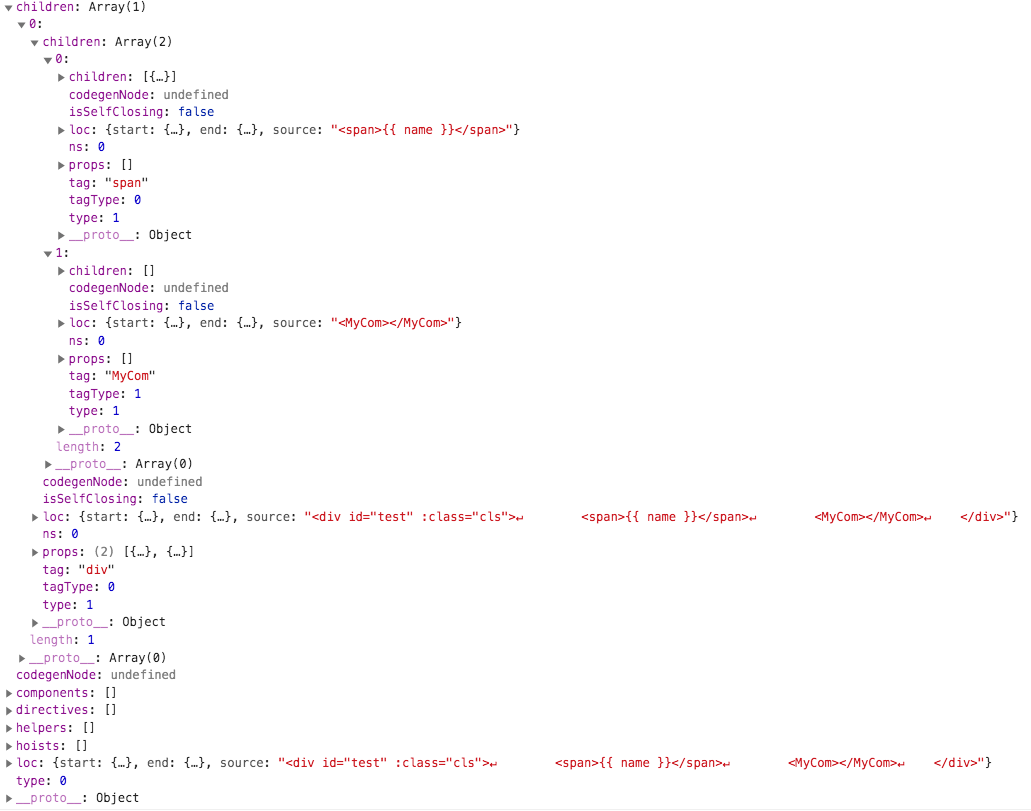 ▼children: Array(1)
▼0:
▼children: Array(2)
▼0:
▶children: [{…}]
codegenNode: undefined
isSelfClosing: false
▶loc: {start: {…}, end: {…}, source: "<span>{{ name }}</span>"}
ns: 0
▶props: []
tag: "span"
tagType: 0
type: 1
▶__proto__: Object
▼1:
▶children: []
codegenNode: undefined
isSelfClosing: false
▶loc: {start: {…}, end: {…}, source: "<MyCom></MyCom>"}
ns: 0
▶props: []
tag: "MyCom"
tagType: 1
type: 1
▶__proto__: Object
length: 2
▶__proto__: Array(0)
codegenNode: undefined
isSelfClosing: false
▶loc: {start: {…}, end: {…}, source: "<div id="test" :class="cls">↵        <span>{{ name }}</span>↵        <MyCom></MyCom>↵    </div>"}
ns: 0
▶props: (2) [{…}, {…}]
tag: "div"
tagType: 0
type: 1
▶__proto__: Object
length: 1
▶__proto__: Array(0)
codegenNode: undefined
▶components: []
▶directives: []
▶helpers: []
▶hoists: []
▶loc: {start: {…}, end: {…}, source: "<div id="test" :class="cls">↵        <span>{{ name }}</span>↵        <MyCom></MyCom>↵    </div>"}
type: 0
▶__proto__: Object